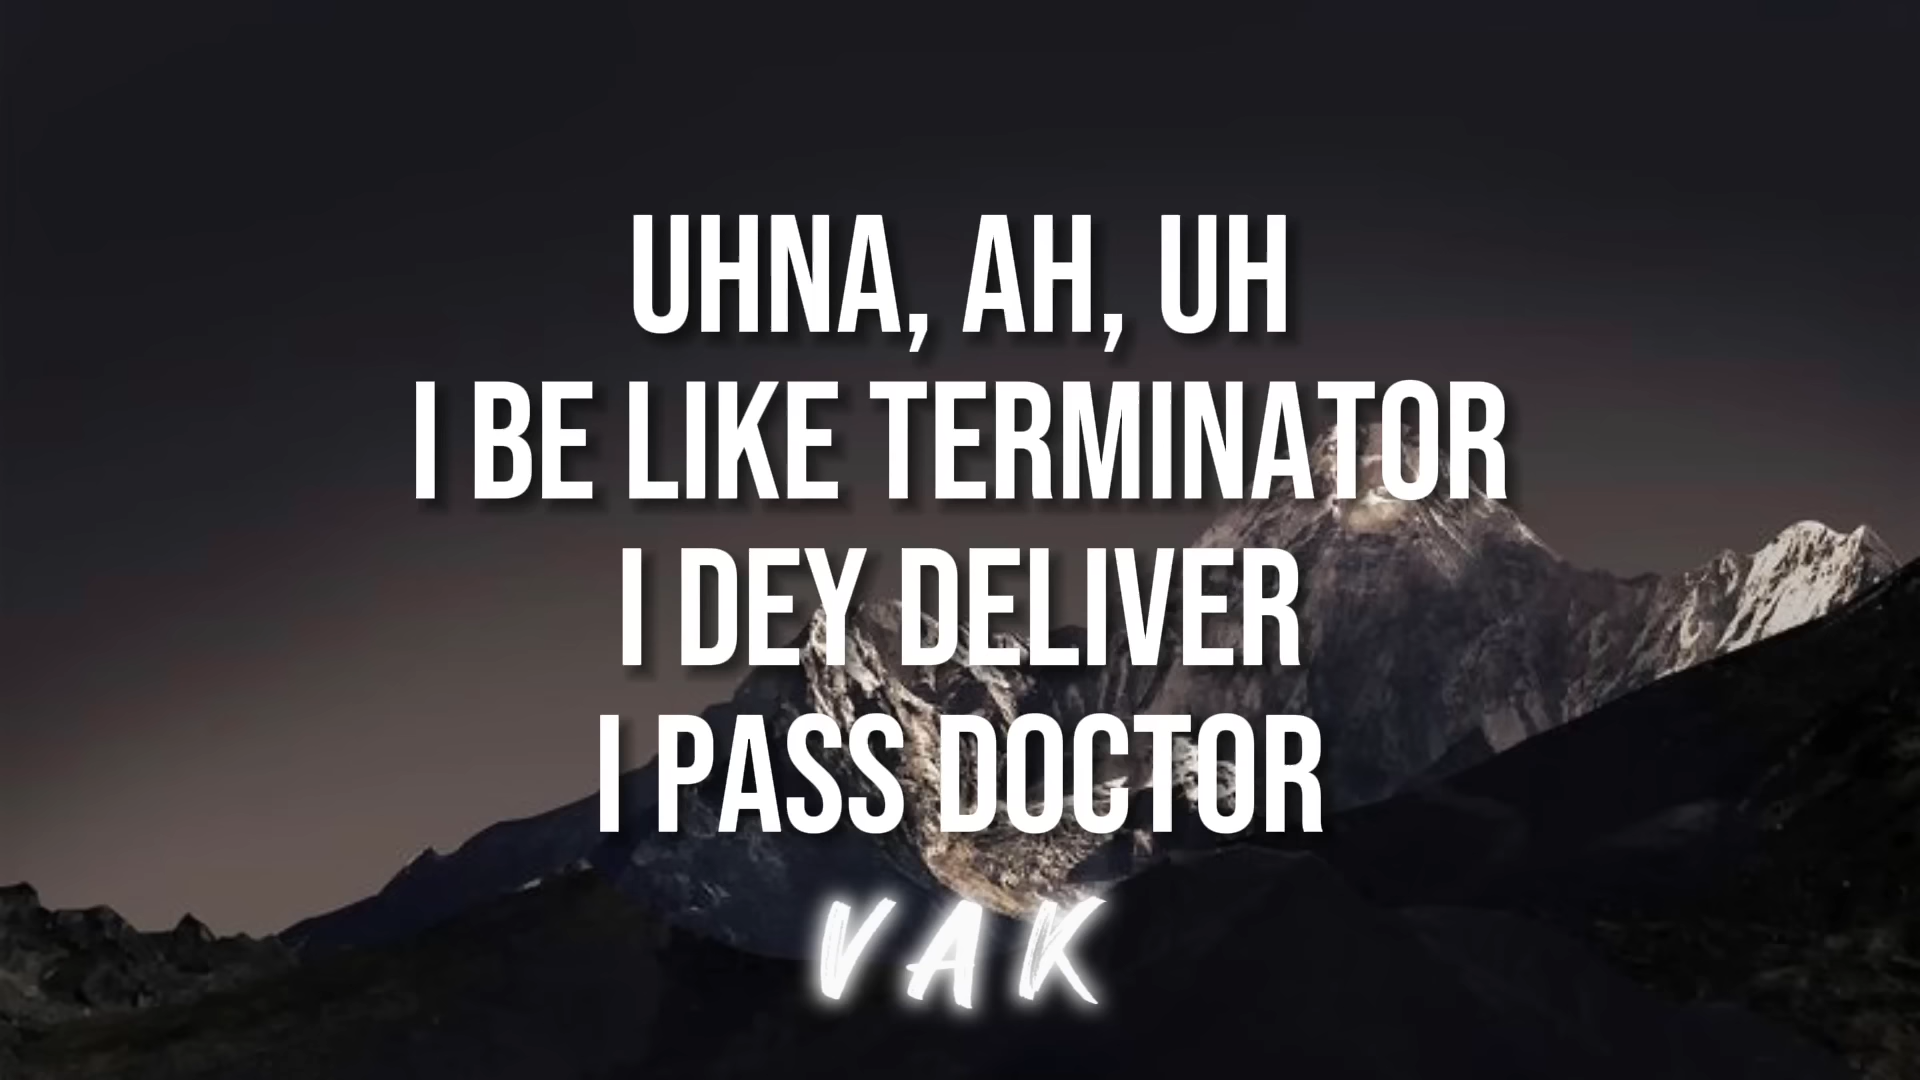 UHNA, AH, UH
I BE LIKE TERMINATOR
I DEY DELIVER
I PASS DOCTOR
VAK